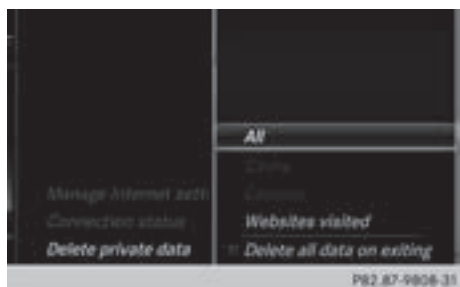 Manage Internet sett
Connection status
Delete private data
All
Websites visited
Delete all data on exiting
P82.87-9808-31